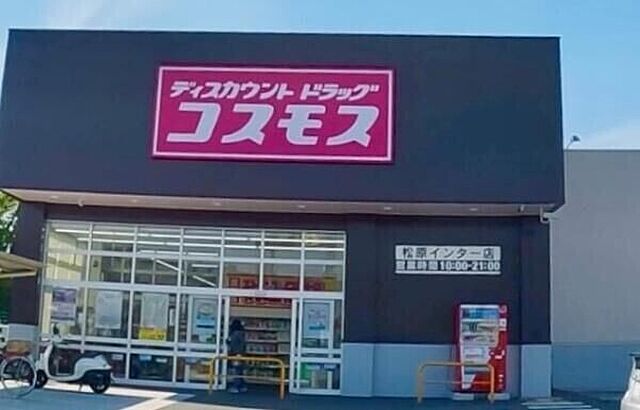 ディスカウント ドラッグ
コスモス
松原インター店
営業時間 10:00-21:00